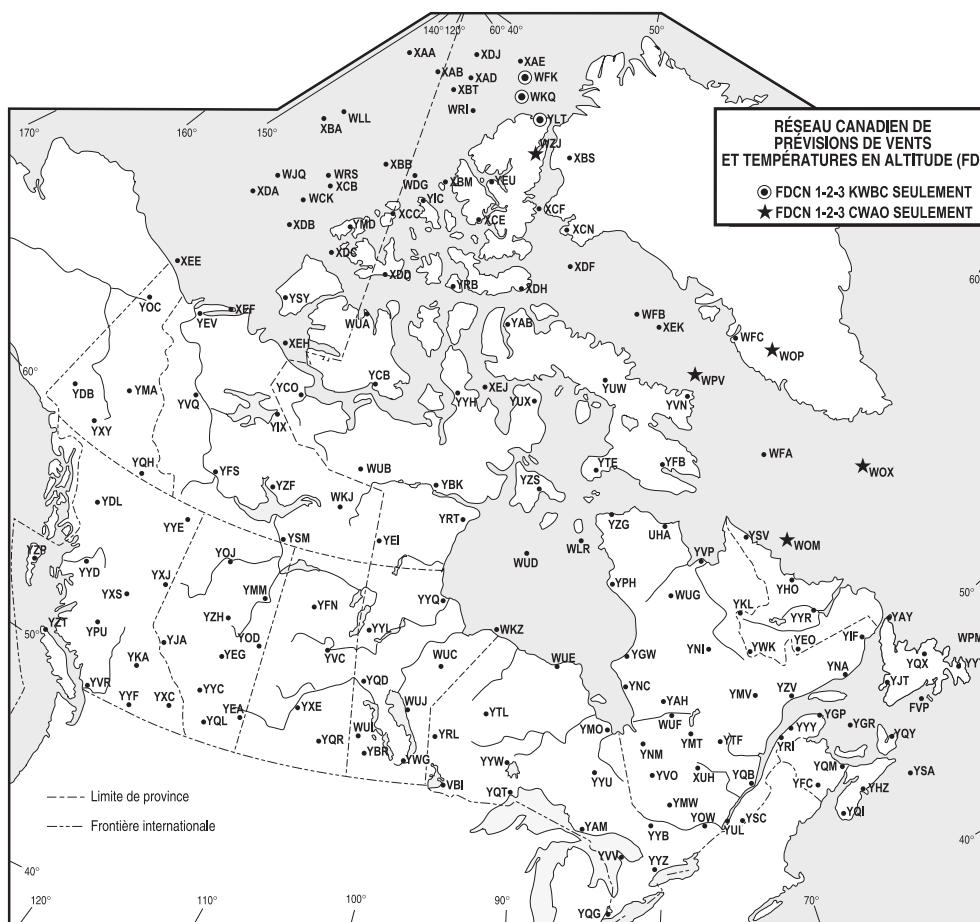 140° 120° 60° 40° 50°
XAA XDJ XAE
XAB XAD WFK
XBT
WKQ
WRI YLT
WLL
XBA
170° 160° 150°
RÉSEAU CANADIEN DE
PRÉVISIONS DE VENTS
ET TEMPÉRATURES EN ALTITUDE (FD
FDCN 1-2-3 KWBC SEULEMENT
FDCN 1-2-3 CWAO SEULEMENT
WZJ XBS
XBB
WJQ WRS WDG XBM YEU
XDA XCB
WCK YIC
XCC XCE XCF
XDB YMD XCN
XDC
XEE XDD XDF
60°
YOC YSY YRB XDH
XEF
YEV WUA YAB WFB
XEK
XEH WFC WOP
60°
WPV
YDB YMA YVQ YCO YCB YYH XEJ YUX YUW YVN
YXY YIX
WFA
YQH YFS WUB YTE YFB WOX
YZF YBK YZS
YDL WKJ
YYE YRT YZG UHA YSV
YSM YEI WLR WOM
YZP YYD YOJ WUD YVP
YXJ YPH YHO 50°
YXS YMM YFN YYQ WUG
YKL YYR
YZT YPU YZH YYL WKZ YAY
50° YJA YOD YEO YIF WPM
YKA YEG YVC WUC WUE YGW YNI YWK YQX YYT
YQD YNA
YVR YYC YNC YJT
YYF YXC YXE WUJ YMV YZV FVP
YQL YEA YTL YAH
WUF YGP
YQR WUI YRL YMO YYY YGR YQY
YBR YNM YMT YTF YRI
YWG YYW YQM
YYU YVO XUH YQB YSA
VBI YQT YFC YHZ
Limite de province
YMW
YQI
Frontière internationale
YAM YYB YOW YUL YSC
40°
YVV YYZ
40° 40°
YQG
120° 110° 100° 90° 70°